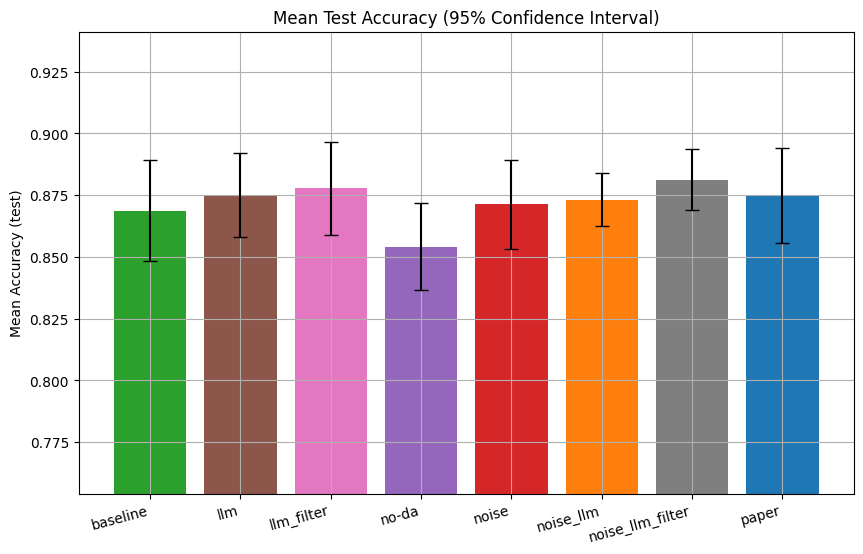 Mean Test Accuracy (95% Confidence Interval)
Mean Accuracy (test)
0.925
0.900
0.875
0.850
0.825
0.800
0.775
baseline
llm
llm_filter
no-da
noise
noise_llm
noise_llm_filter
paper